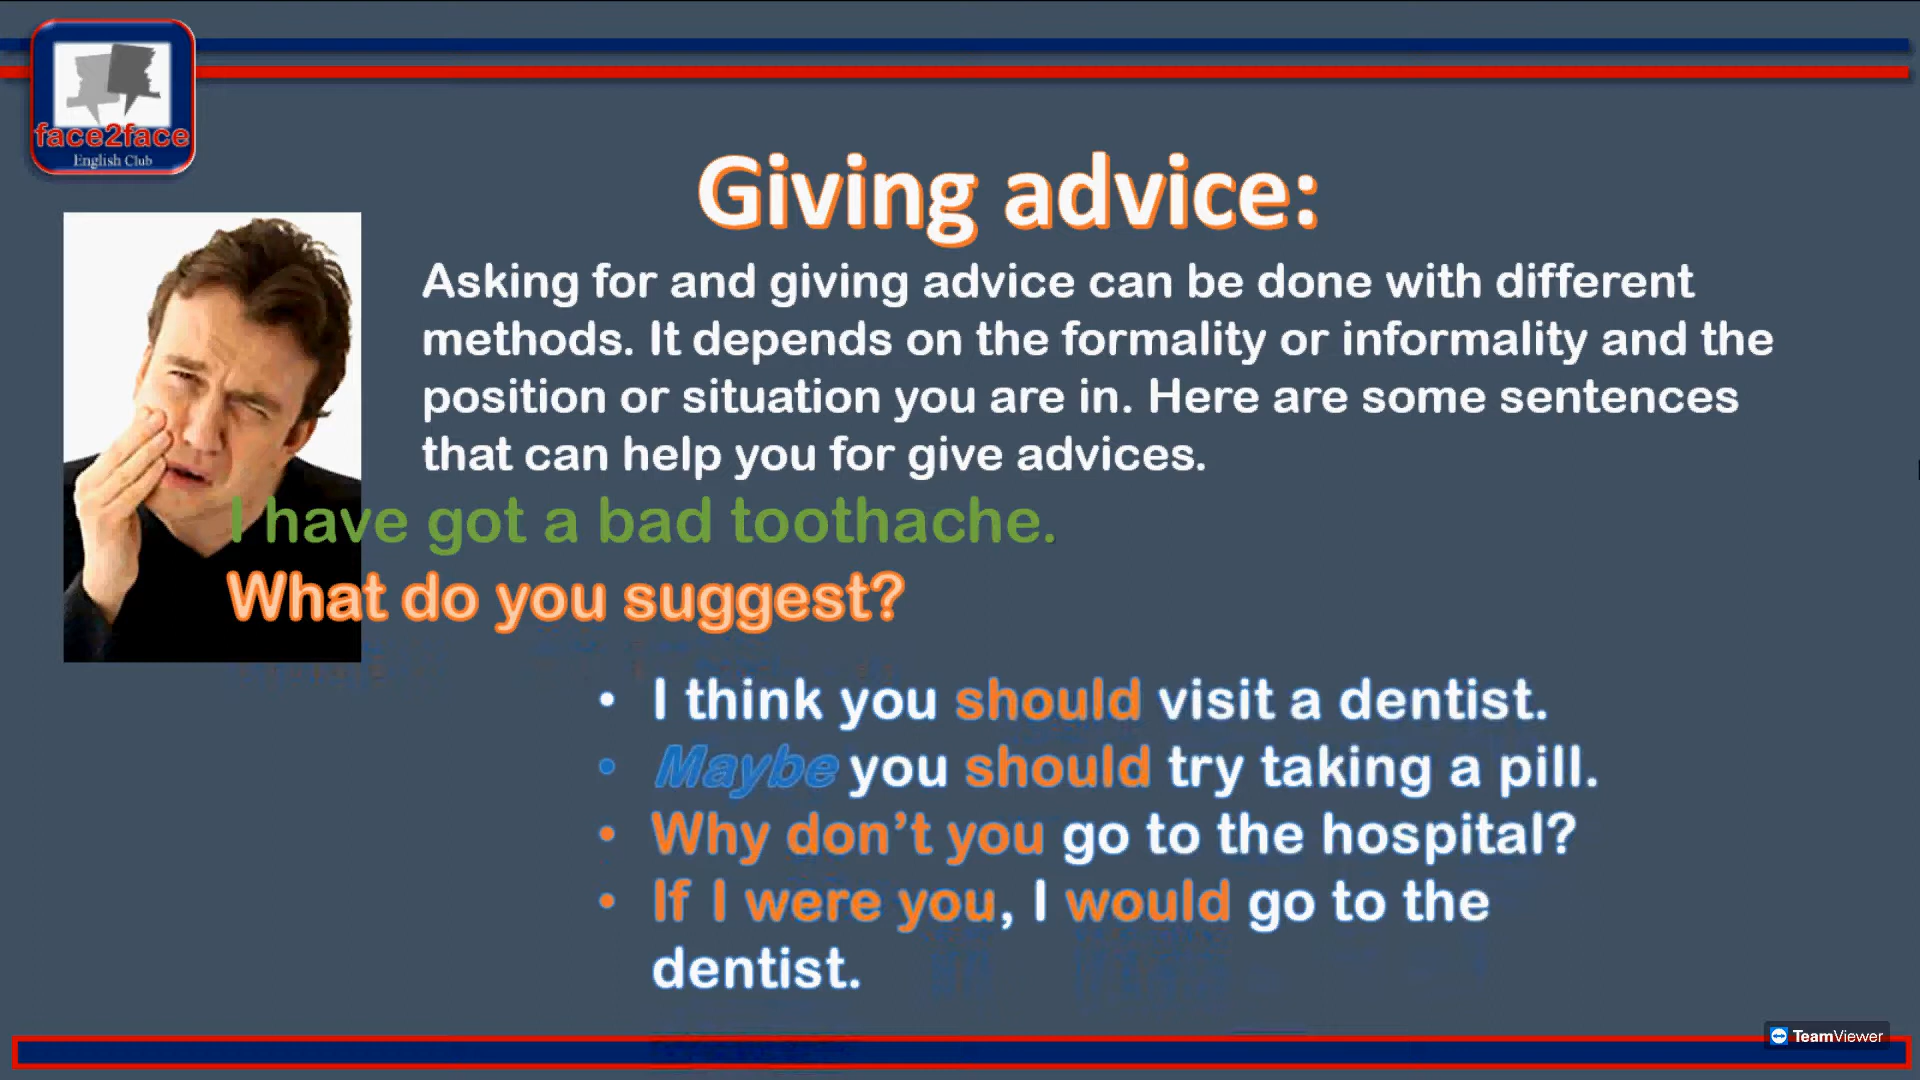 face2face
English Club
Giving advice:
Asking for and giving advice can be done with different
methods. It depends on the formality or informality and the
position or situation you are in. Here are some sentences
that can help you for give advices.
I have got a bad toothache.
What do you suggest?
• I think you should visit a dentist.
• Maybe you should try taking a pill.
• Why don’t you go to the hospital?
• If I were you, I would go to the
dentist.
TeamViewer